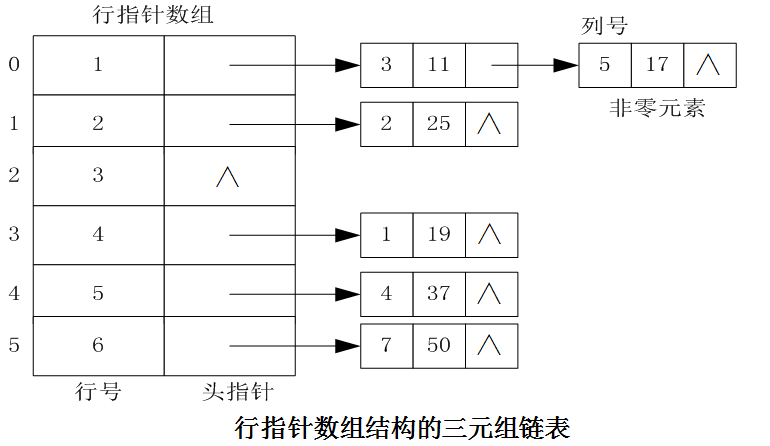 行指针数组
列号
0 1 3 11 5 17 ∧
非零元素
1 2 2 25 ∧
2 3 ∧
3 4 1 19 ∧
4 5 4 37 ∧
5 6 7 50 ∧
行号 头指针
行指针数组结构的三元组链表